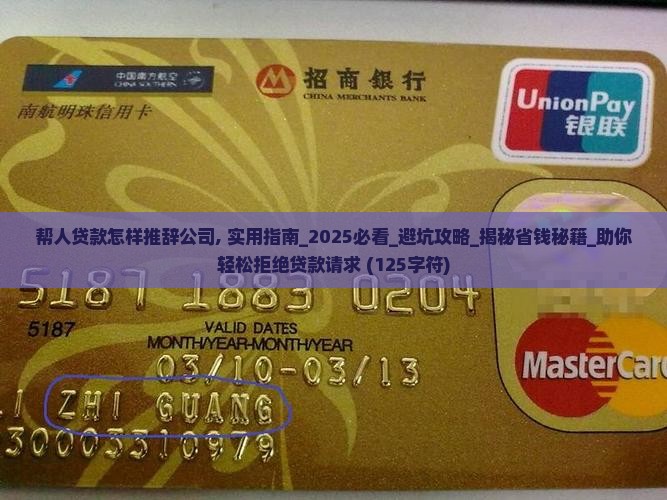 中国南方航空
CHINA SOUTHERN
南航明珠信用卡
招商銀行
CHINA MERCHANTS BANK
UnionPay
银联
帮人贷款怎样推辞公司, 实用指南_2025必看_避坑攻略_揭秘省钱秘籍_助你
轻松拒绝贷款请求 (125字符)
5187 1883 0204
5187
VALID DATES
MONTH/YEAR-MONTH/YEAR
03/10-03/13
LI ZHI GUANG
30003310979
MasterCard